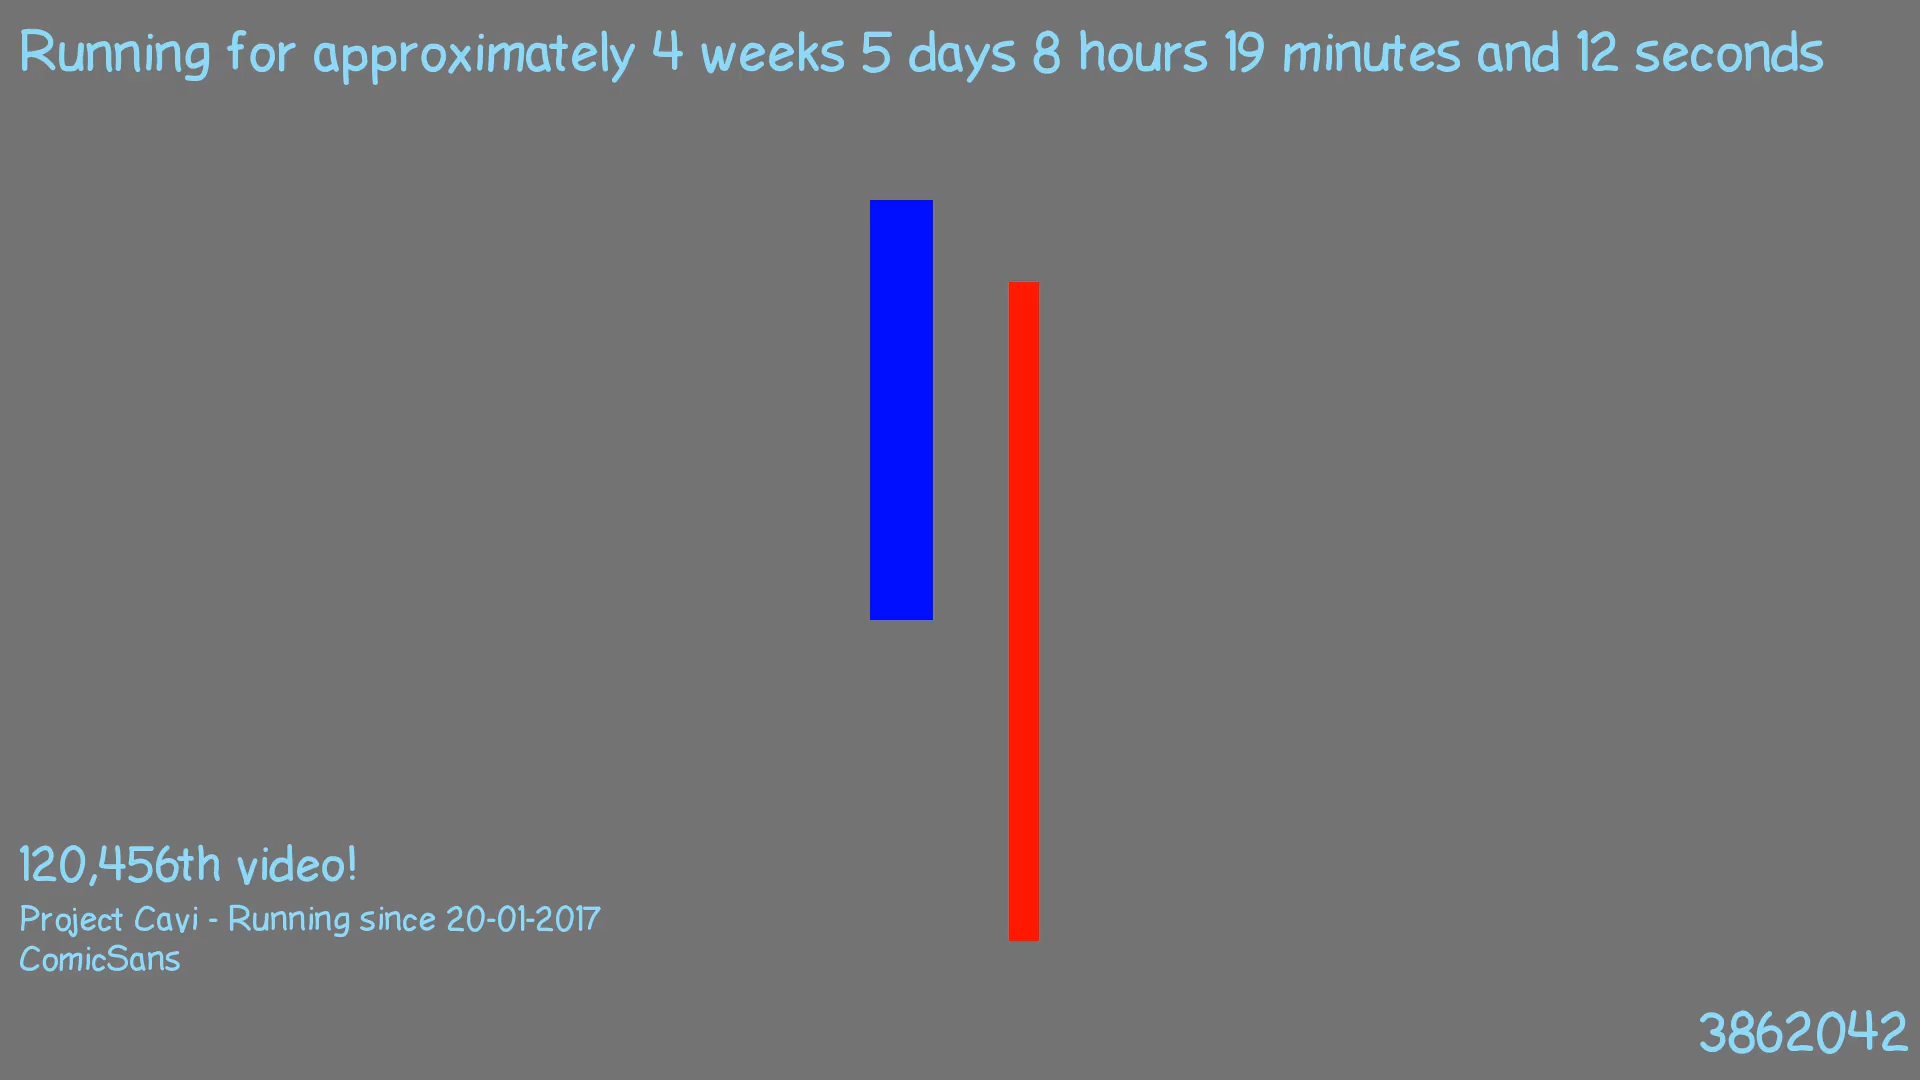 Running for approximately 4 weeks 5 days 8 hours 19 minutes and 12 seconds
120,456th video!
Project Cavi - Running since 20-01-2017
ComicSans
3862042